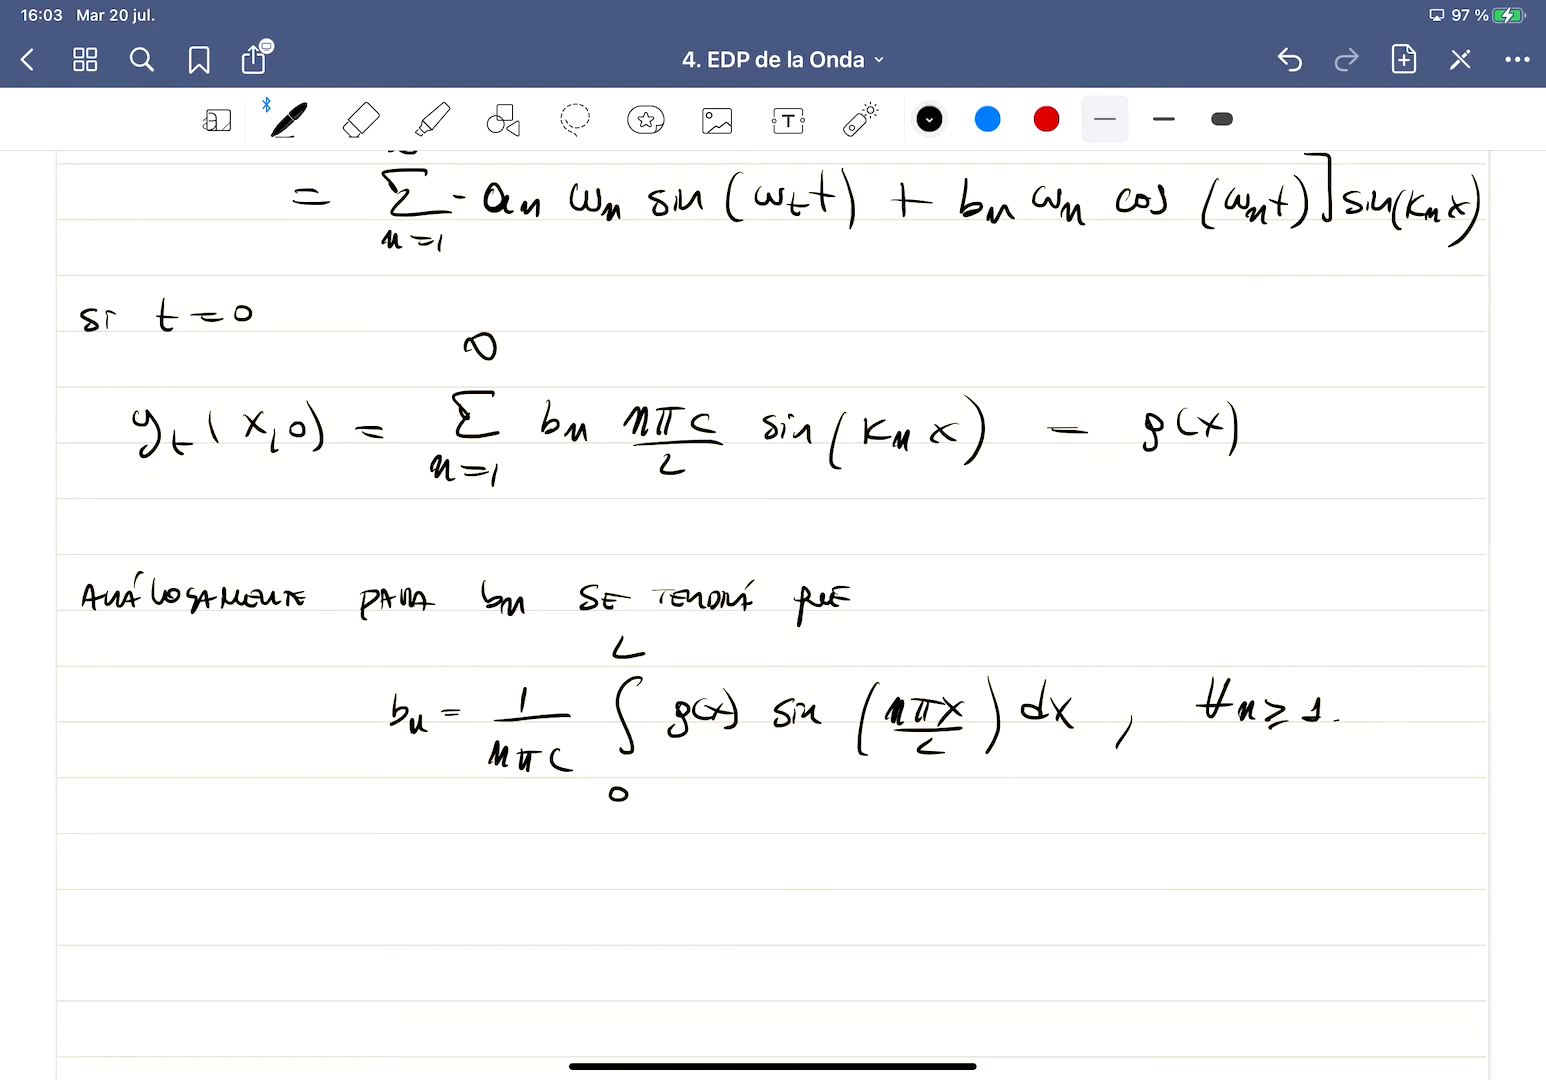 16:03 Mar 20 jul. 97 %
4. EDP de la Onda
= ∑ - aₙ ωₙ sin (ωₜt) + bₙ ωₙ cos (ωₙt)] sin(Kₙx)
n=1
si t=0
∞
yₜ(x,0) = ∑ bₙ nπc/L sin(Kₙx) = g(x)
n=1
ANÁLOGAMENTE PARA bₙ SE TENDRÁ QUE
L
bₙ = 1/nπc ∫ g(x) sin (nπx/L) dx , ∀n≥1.
0